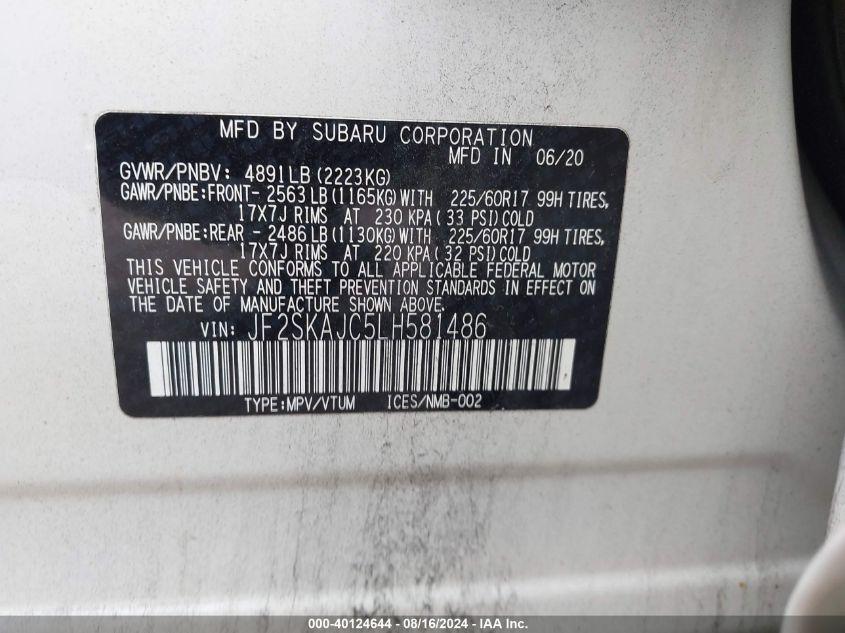 MFD BY SUBARU CORPORATION
MFD IN 06/20
GVWR/PNBV: 4891LB (2223KG)
GAWR/PNBE:FRONT- 2563 LB (1165KG) WITH 225/60R17 99H TIRES,
17X7J RIMS AT 230 KPA ( 33 PSI) COLD
GAWR/PNBE:REAR - 2486 LB (1130KG) WITH 225/60R17 99H TIRES,
17X7J RIMS AT 220 KPA ( 32 PSI) COLD
THIS VEHICLE CONFORMS TO ALL APPLICABLE FEDERAL MOTOR
VEHICLE SAFETY AND THEFT PREVENTION STANDARDS IN EFFECT ON
THE DATE OF MANUFACTURE SHOWN ABOVE.
VIN: JF2SKAJC5LH581486
TYPE:MPV/VTUM ICES/NMB-002
000-40124644 - 08/16/2024 - IAA Inc.